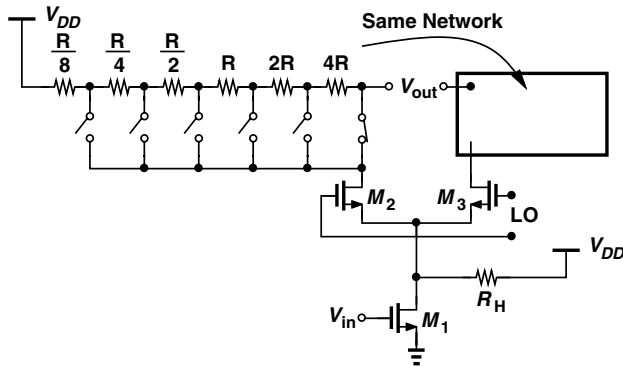 V_DD
Same Network
R/8 R/4 R/2 R 2R 4R
V_out
M_2 M_3
LO
V_DD
R_H
V_in M_1